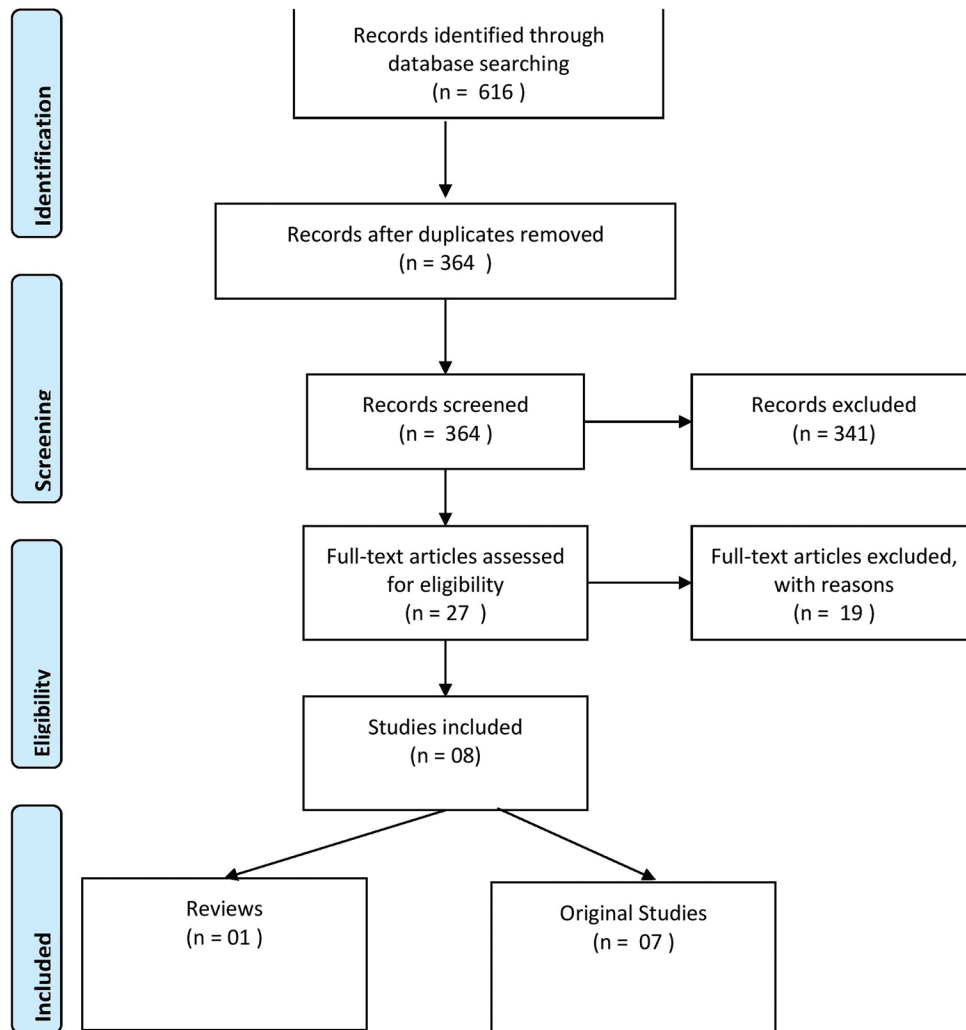 Identification
Records identified through
database searching
(n = 616 )
Records after duplicates removed
(n = 364 )
Screening
Records screened
(n = 364 )
Records excluded
(n = 341)
Eligibility
Full-text articles assessed
for eligibility
(n = 27 )
Full-text articles excluded,
with reasons
(n = 19 )
Studies included
(n = 08)
Included
Reviews
(n = 01 )
Original Studies
(n = 07 )